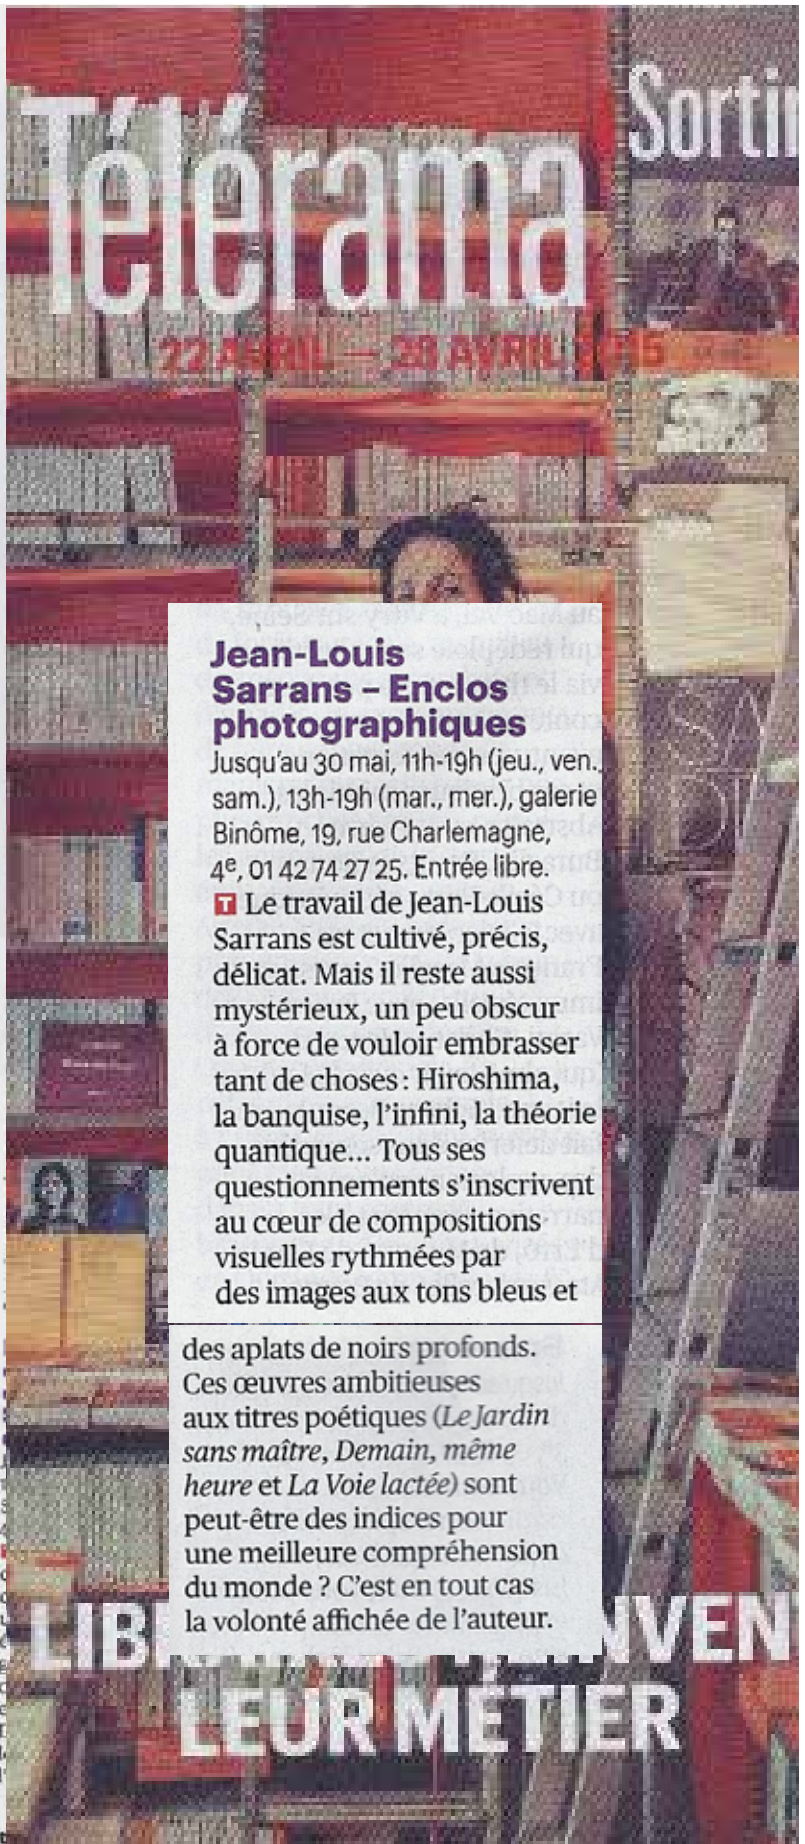 Télérama
Sortir
22 AVRIL → 28 AVRIL 2015
Jean-Louis
Sarrans – Enclos
photographiques
Jusqu'au 30 mai, 11h-19h (jeu., ven.,
sam.), 13h-19h (mar., mer.), galerie
Binôme, 19, rue Charlemagne,
4e, 01 42 74 27 25. Entrée libre.
T Le travail de Jean-Louis
Sarrans est cultivé, précis,
délicat. Mais il reste aussi
mystérieux, un peu obscur
à force de vouloir embrasser
tant de choses : Hiroshima,
la banquise, l'infini, la théorie
quantique... Tous ses
questionnements s'inscrivent
au cœur de compositions
visuelles rythmées par
des images aux tons bleus et
des aplats de noirs profonds.
Ces œuvres ambitieuses
aux titres poétiques (Le Jardin
sans maître, Demain, même
heure et La Voie lactée) sont
peut-être des indices pour
une meilleure compréhension
du monde ? C'est en tout cas
la volonté affichée de l'auteur.
LEUR MÉTIER